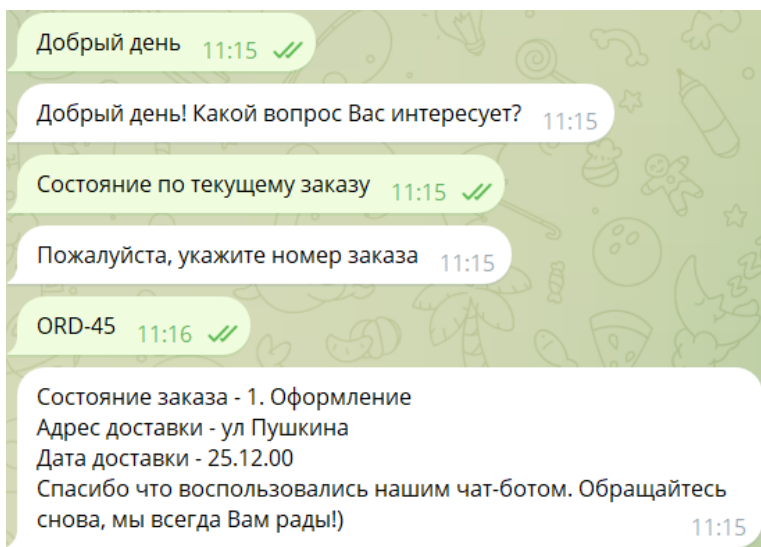 Добрый день 11:15
Добрый день! Какой вопрос Вас интересует? 11:15
Состояние по текущему заказу 11:15
Пожалуйста, укажите номер заказа 11:15
ORD-45 11:16
Состояние заказа - 1. Оформление
Адрес доставки - ул Пушкина
Дата доставки - 25.12.00
Спасибо что воспользовались нашим чат-ботом. Обращайтесь
снова, мы всегда Вам рады!) 11:15